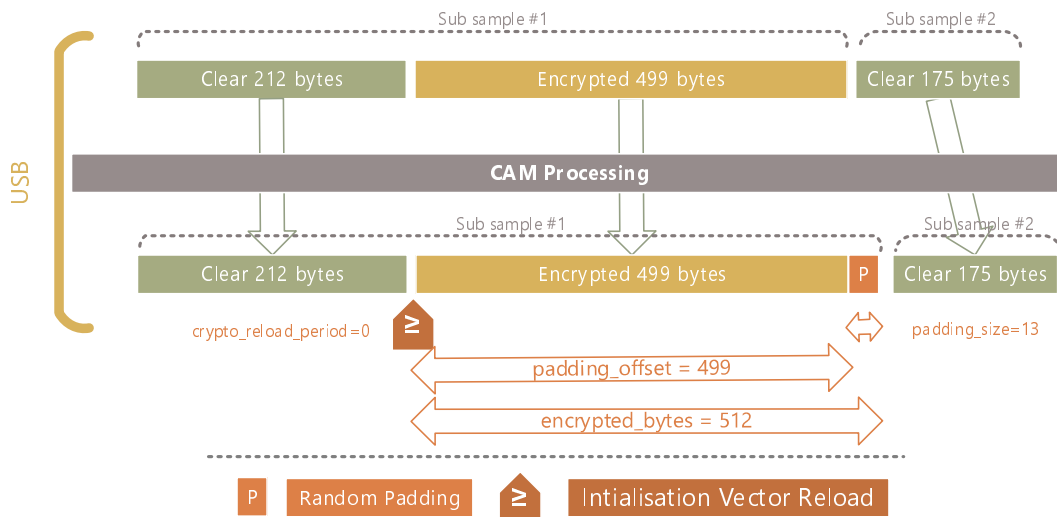 Sub sample #1
Sub sample #2
Clear 212 bytes
Encrypted 499 bytes
Clear 175 bytes
USB
CAM Processing
Sub sample #1
Sub sample #2
Clear 212 bytes
Encrypted 499 bytes
P
Clear 175 bytes
crypto_reload_period=0
IV
padding_size=13
padding_offset = 499
encrypted_bytes = 512
P
Random Padding
IV
Intialisation Vector Reload